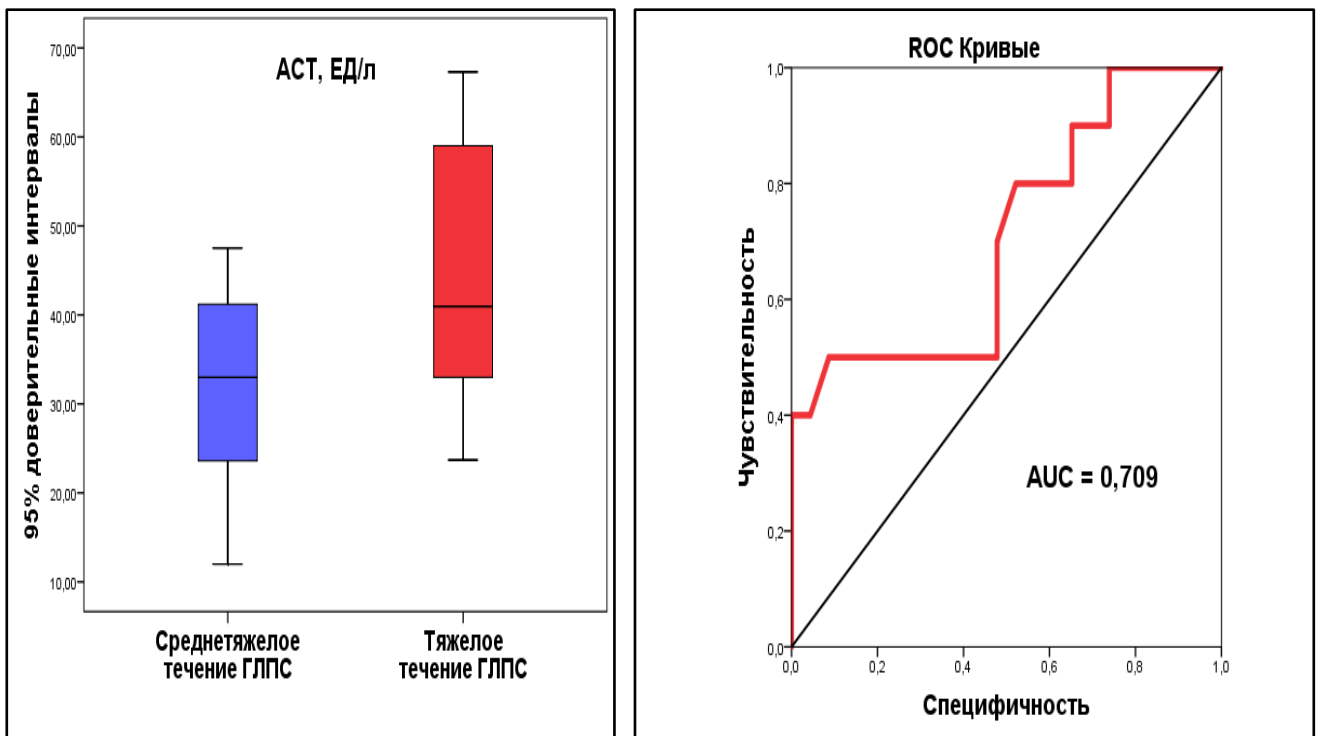 АСТ, ЕД/л
95% доверительные интервалы
70,00
60,00
50,00
40,00
30,00
20,00
10,00
Среднетяжелое
течение ГЛПС
Тяжелое
течение ГЛПС
ROC Кривые
Чувствительность
1,0
0,8
0,6
0,4
0,2
0,0
AUC = 0,709
0,0 0,2 0,4 0,6 0,8 1,0
Специфичность